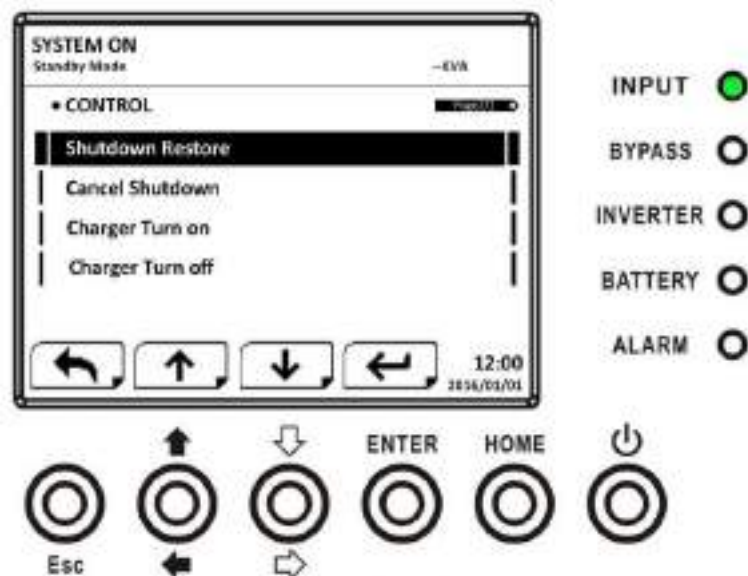 SYSTEM ON
Standby Mode
--KVA
• CONTROL
Shutdown Restore
Cancel Shutdown
Charger Turn on
Charger Turn off
12:00
2016/01/01
INPUT
BYPASS
INVERTER
BATTERY
ALARM
ENTER
HOME
Esc